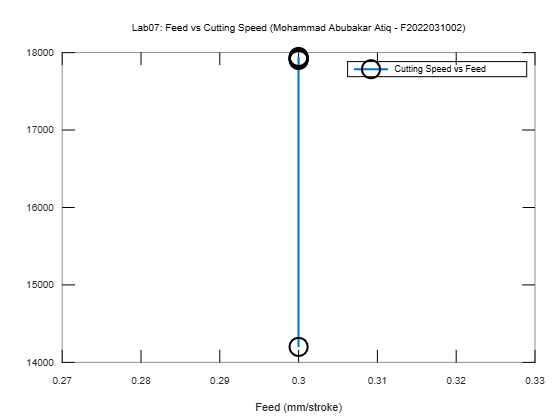 Lab07: Feed vs Cutting Speed (Mohammad Abubakar Atiq - F2022031002)
18000
Cutting Speed vs Feed
17000
16000
15000
14000
0.27 0.28 0.29 0.3 0.31 0.32 0.33
Feed (mm/stroke)